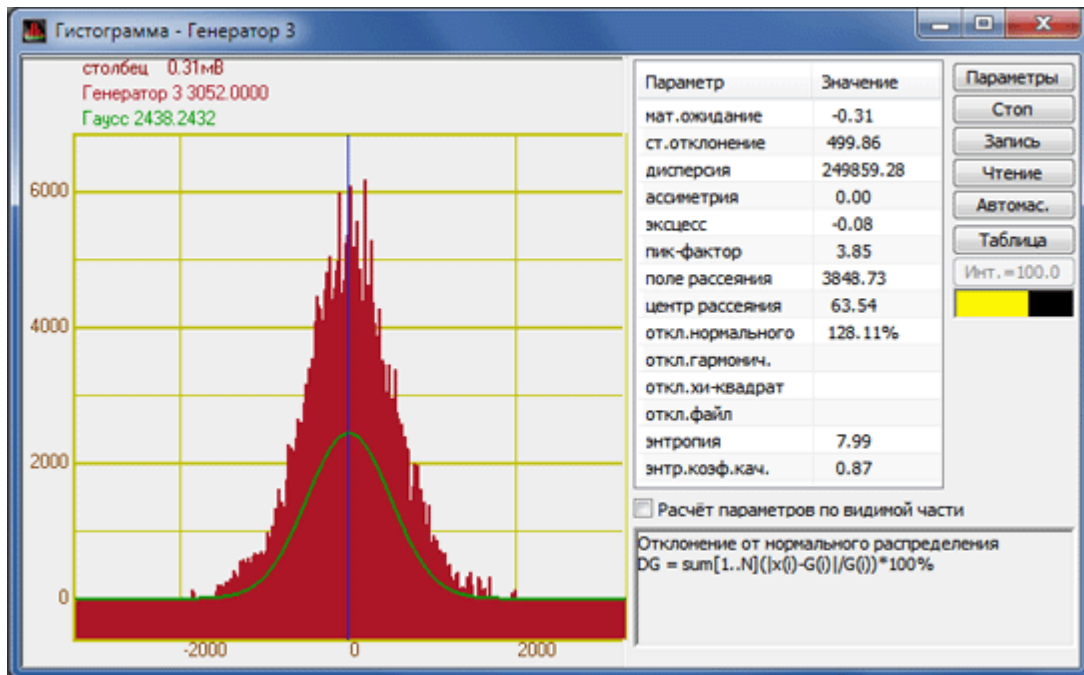 Гистограмма - Генератор 3
столбец 0.31мВ
Генератор 3 3052.0000
Гаусс 2438.2432
6000
4000
2000
0
-2000 0 2000
Параметр Значение
мат.ожидание -0.31
ст.отклонение 499.86
дисперсия 249859.28
ассиметрия 0.00
эксцесс -0.08
пик-фактор 3.85
поле рассеяния 3848.73
центр рассеяния 63.54
откл.нормального 128.11%
откл.гармонич.
откл.хи-квадрат
откл.файл
энтропия 7.99
энтр.коэф.кач. 0.87
Расчёт параметров по видимой части
Отклонение от нормального распределения
DG = sum[1..N](|x(i)-G(i)|/G(i))*100%
Параметры
Стоп
Запись
Чтение
Автомас.
Таблица
Инт.=100.0